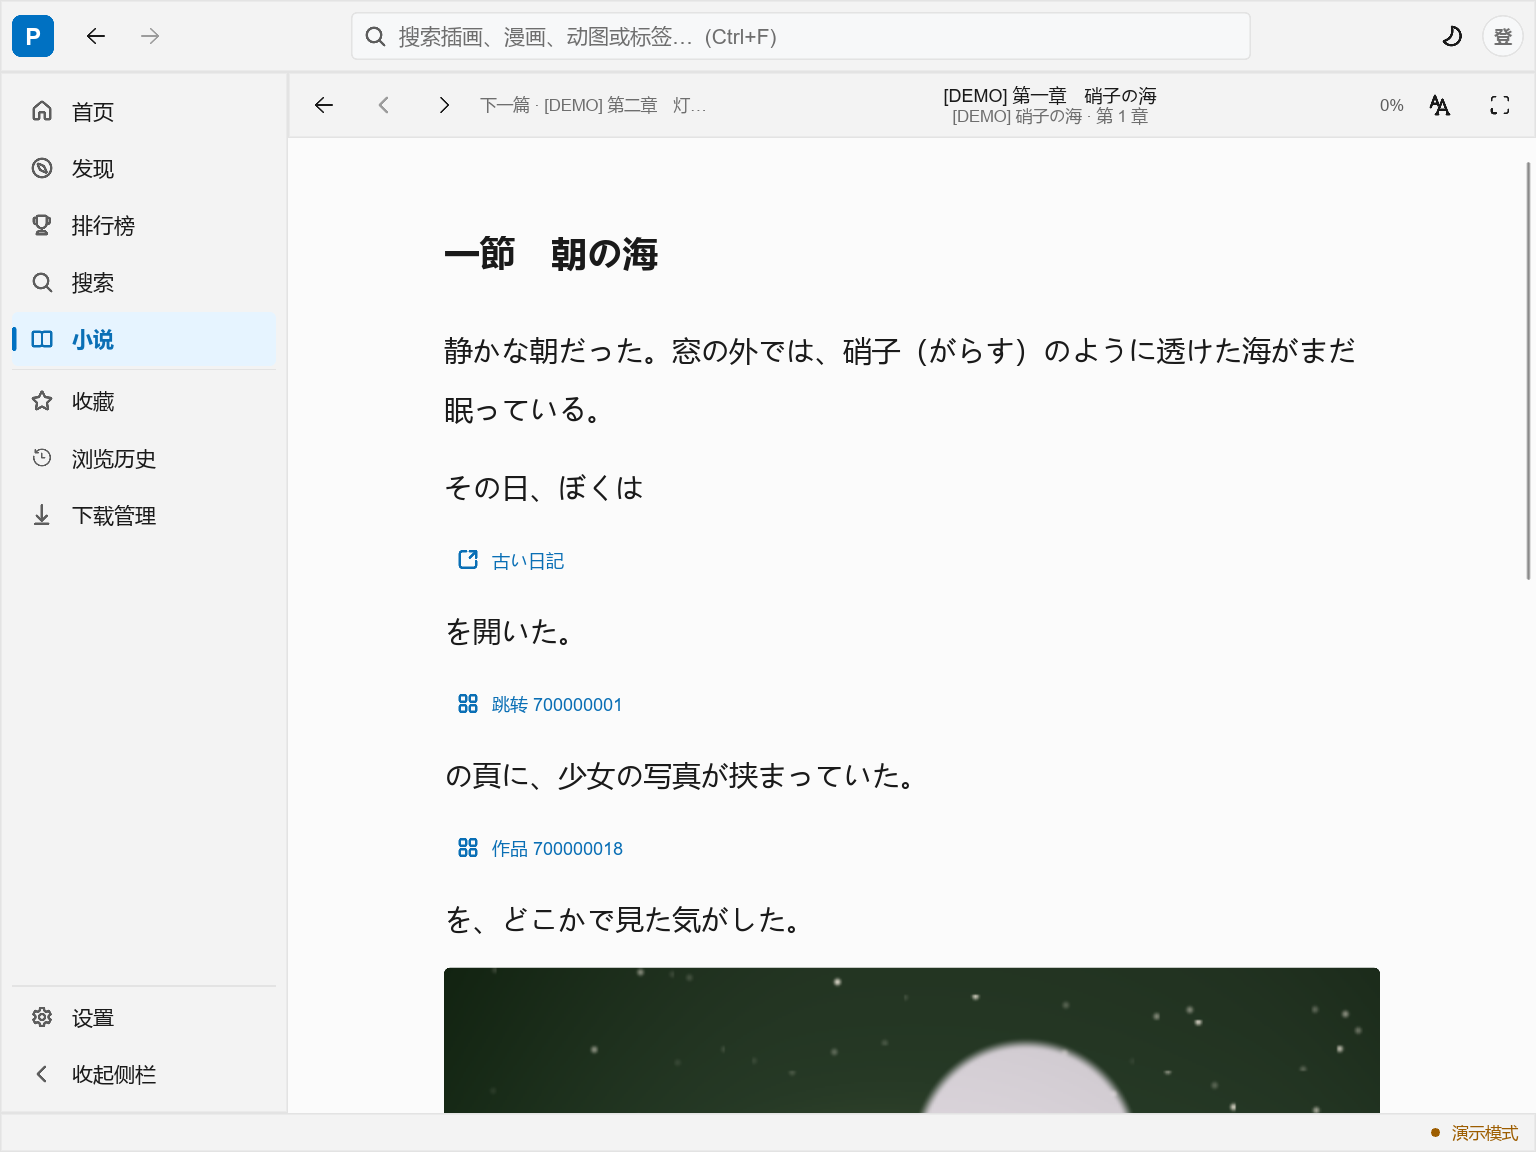 P
搜索插画、漫画、动图或标签… (Ctrl+F)
登
首页
发现
排行榜
搜索
小说
收藏
浏览历史
下载管理
设置
收起侧栏
下一篇 · [DEMO] 第二章　灯…
[DEMO] 第一章　硝子の海
[DEMO] 硝子の海 · 第 1 章
0%
一節　朝の海
静かな朝だった。窓の外では、硝子（がらす）のように透けた海がまだ
眠っている。
その日、ぼくは
古い日記
を開いた。
跳转 700000001
の頁に、少女の写真が挟まっていた。
作品 700000018
を、どこかで見た気がした。
演示模式